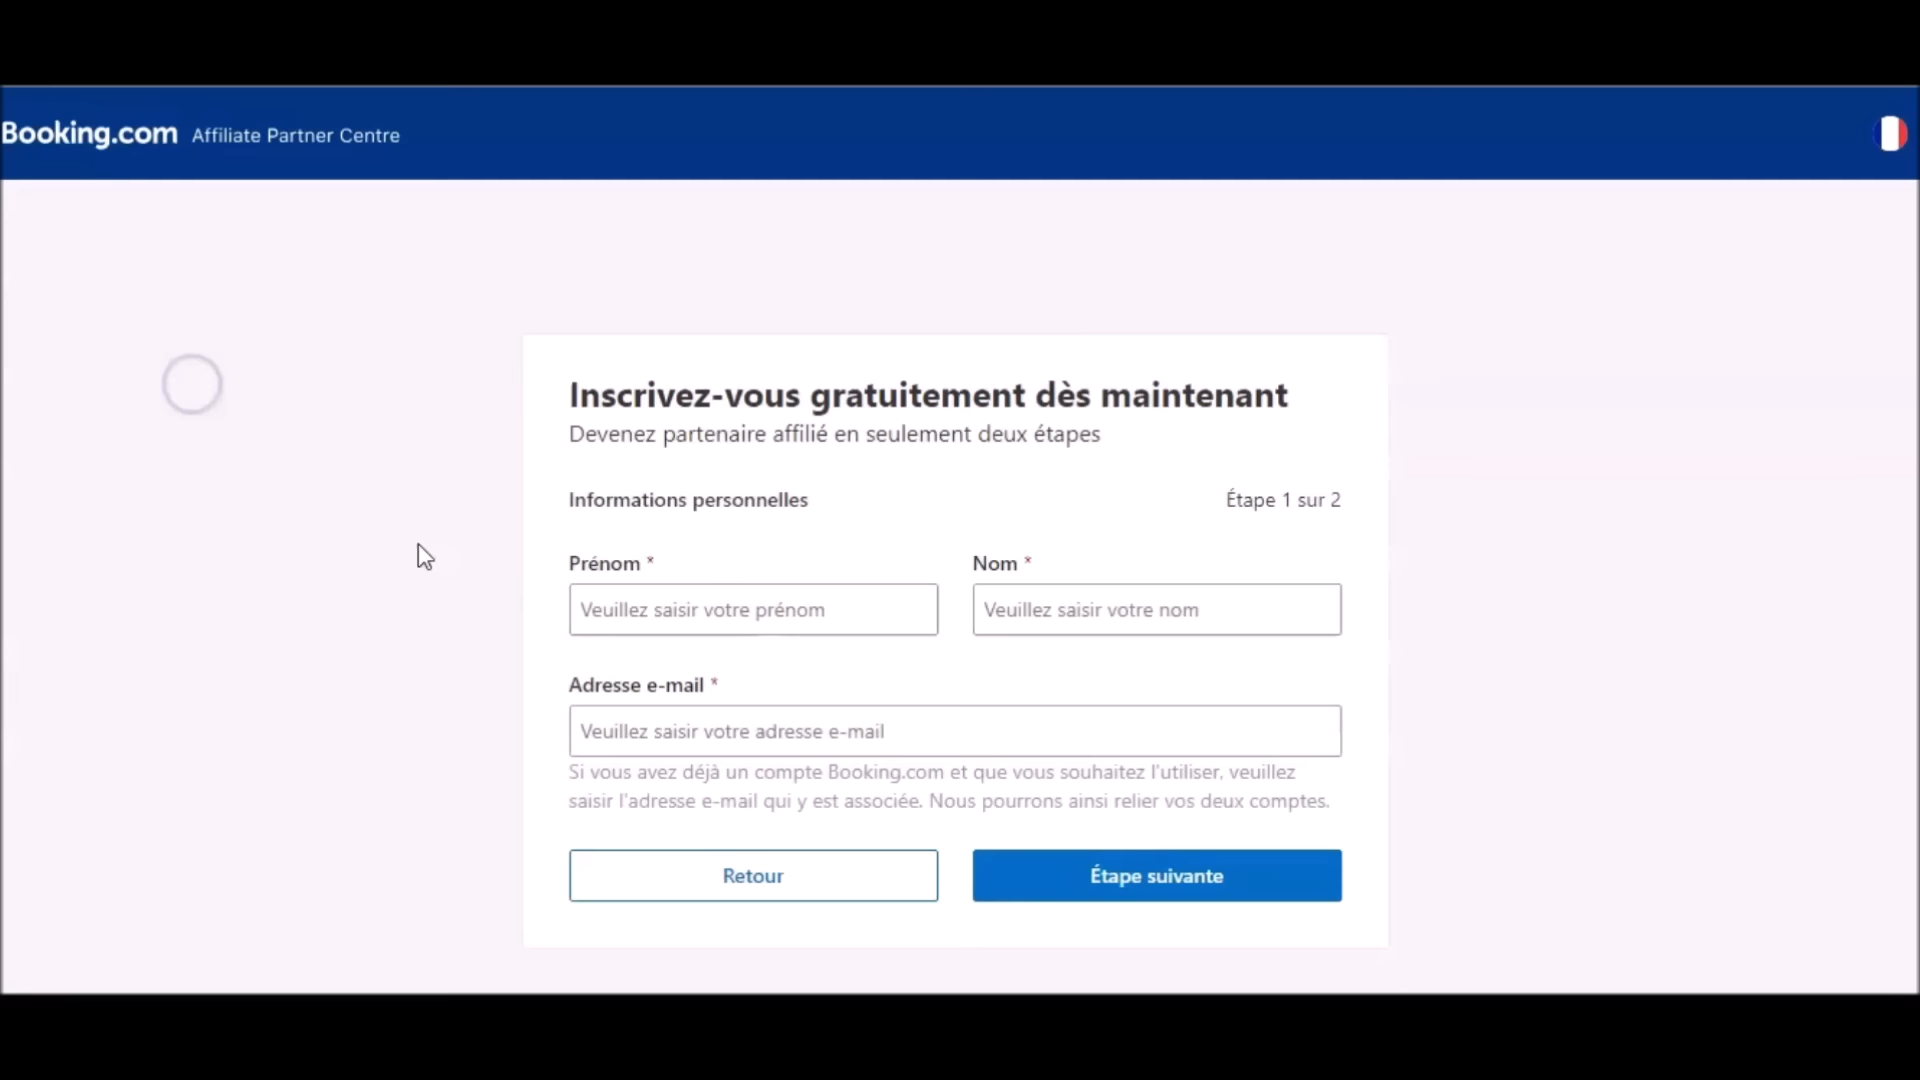 Booking.com Affiliate Partner Centre
Inscrivez-vous gratuitement dès maintenant
Devenez partenaire affilié en seulement deux étapes
Informations personnelles
Étape 1 sur 2
Prénom *
Nom *
Veuillez saisir votre prénom
Veuillez saisir votre nom
Adresse e-mail *
Veuillez saisir votre adresse e-mail
Si vous avez déjà un compte Booking.com et que vous souhaitez l'utiliser, veuillez
saisir l'adresse e-mail qui y est associée. Nous pourrons ainsi relier vos deux comptes.
Retour
Étape suivante